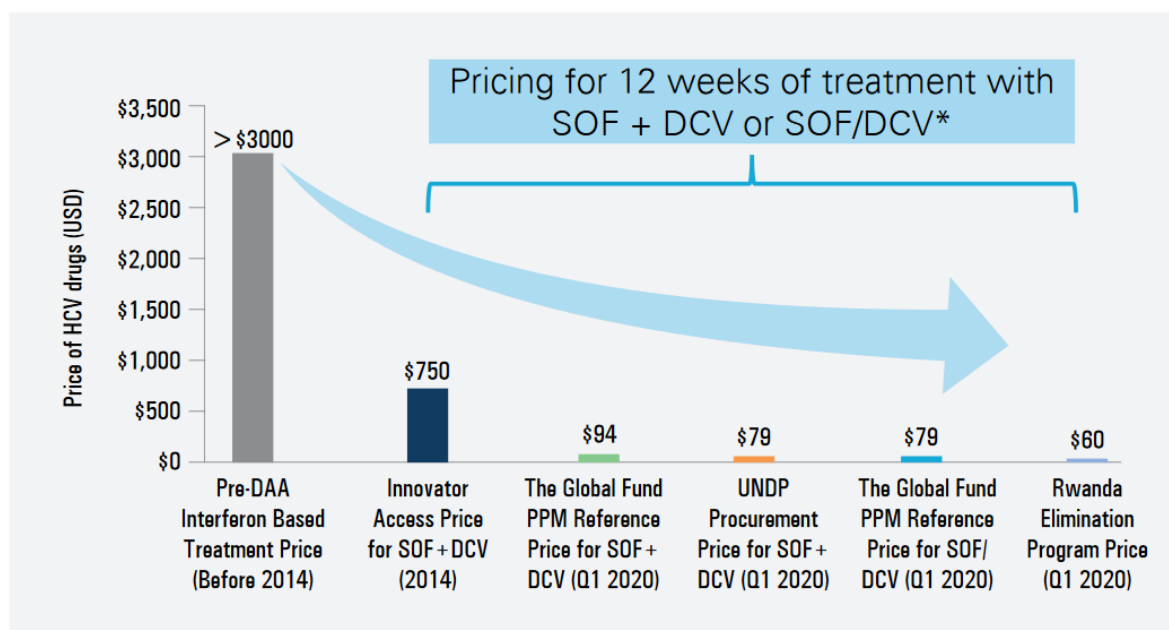 Pricing for 12 weeks of treatment with
SOF + DCV or SOF/DCV*
Price of HCV drugs (USD)
$3,500
$3,000
$2,500
$2,000
$1,500
$1,000
$500
$0
> $3000
$750
$94
$79
$79
$60
Pre-DAA
Interferon Based
Treatment Price
(Before 2014)
Innovator
Access Price
for SOF+DCV
(2014)
The Global Fund
PPM Reference
Price for SOF+
DCV (Q1 2020)
UNDP
Procurement
Price for SOF+
DCV (Q1 2020)
The Global Fund
PPM Reference
Price for SOF/
DCV (Q1 2020)
Rwanda
Elimination
Program Price
(Q1 2020)